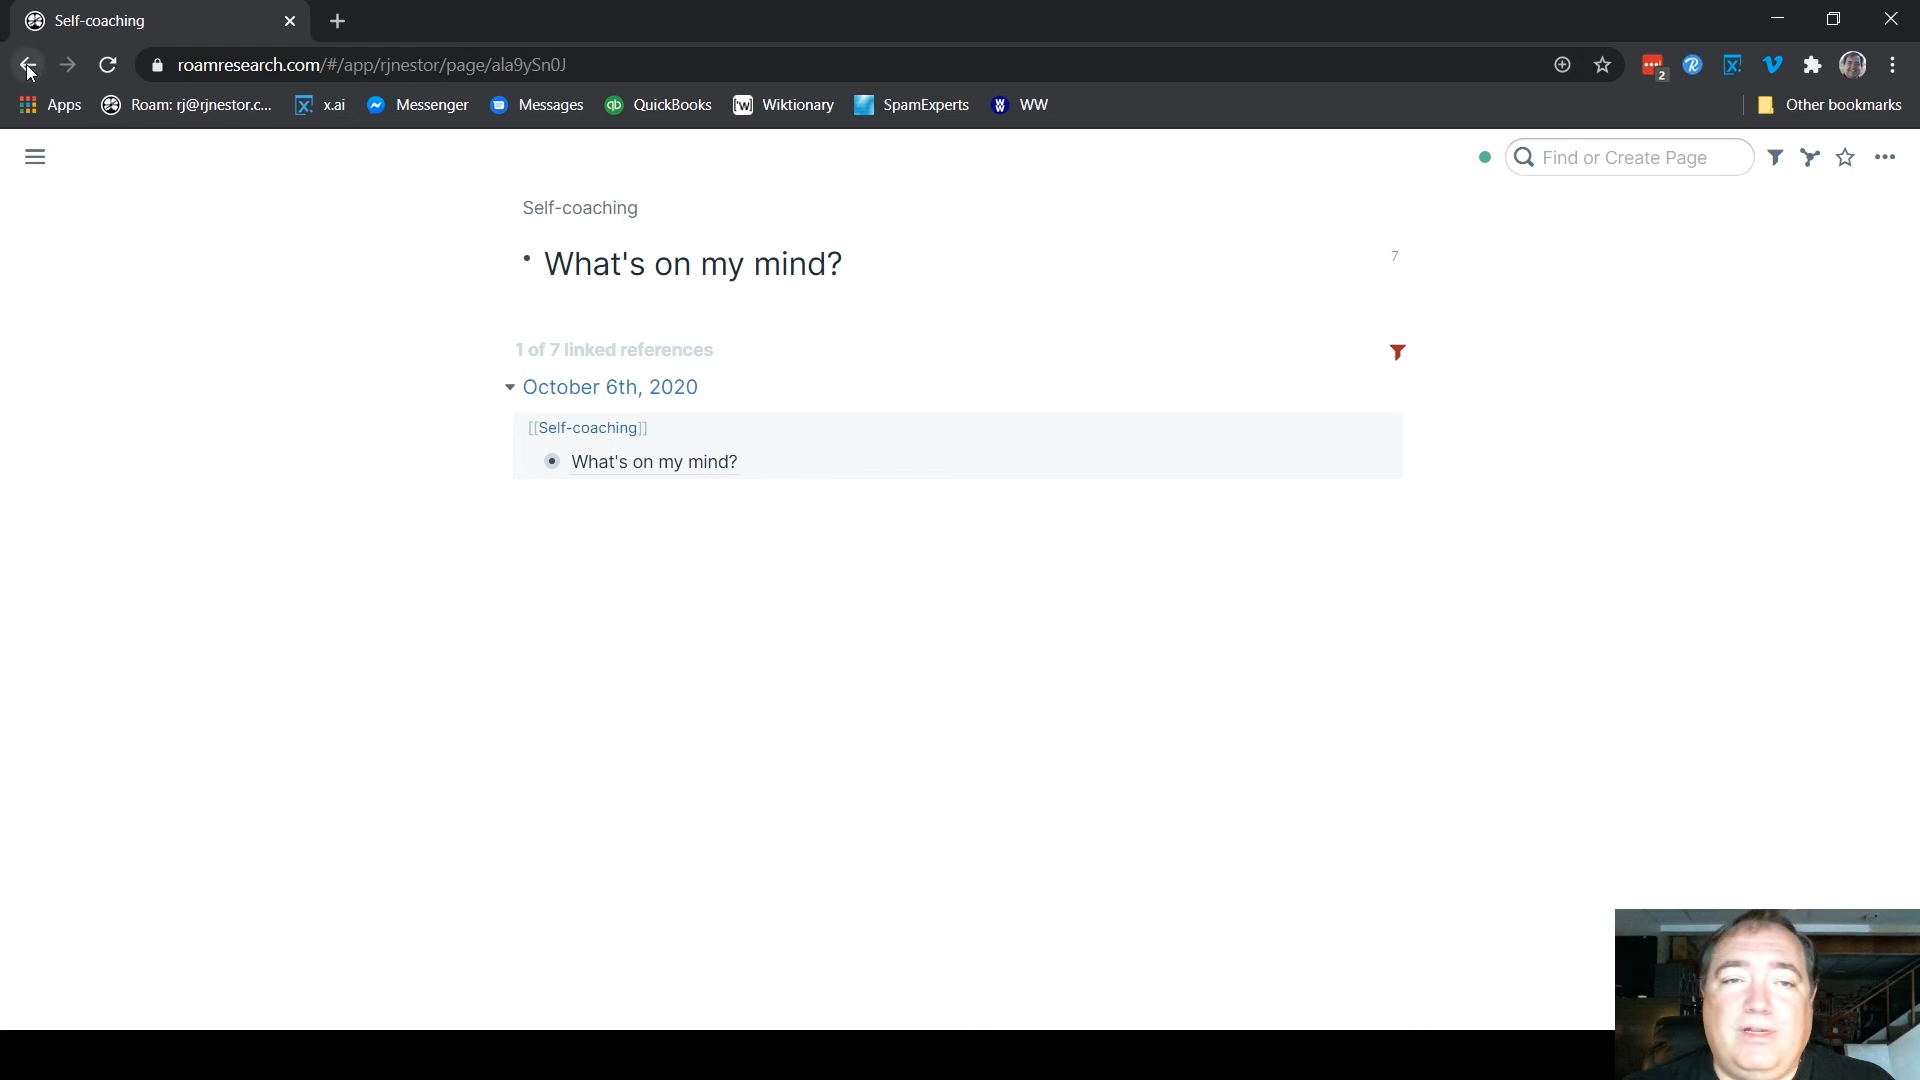 Self-coaching
roamresearch.com/#/app/rjnestor/page/ala9ySn0J
2
Apps
Roam: rj@rjnestor.c...
x.ai
Messenger
Messages
QuickBooks
Wiktionary
SpamExperts
WW
Other bookmarks
Find or Create Page
Self-coaching
What's on my mind?
7
1 of 7 linked references
October 6th, 2020
[[Self-coaching]]
What's on my mind?